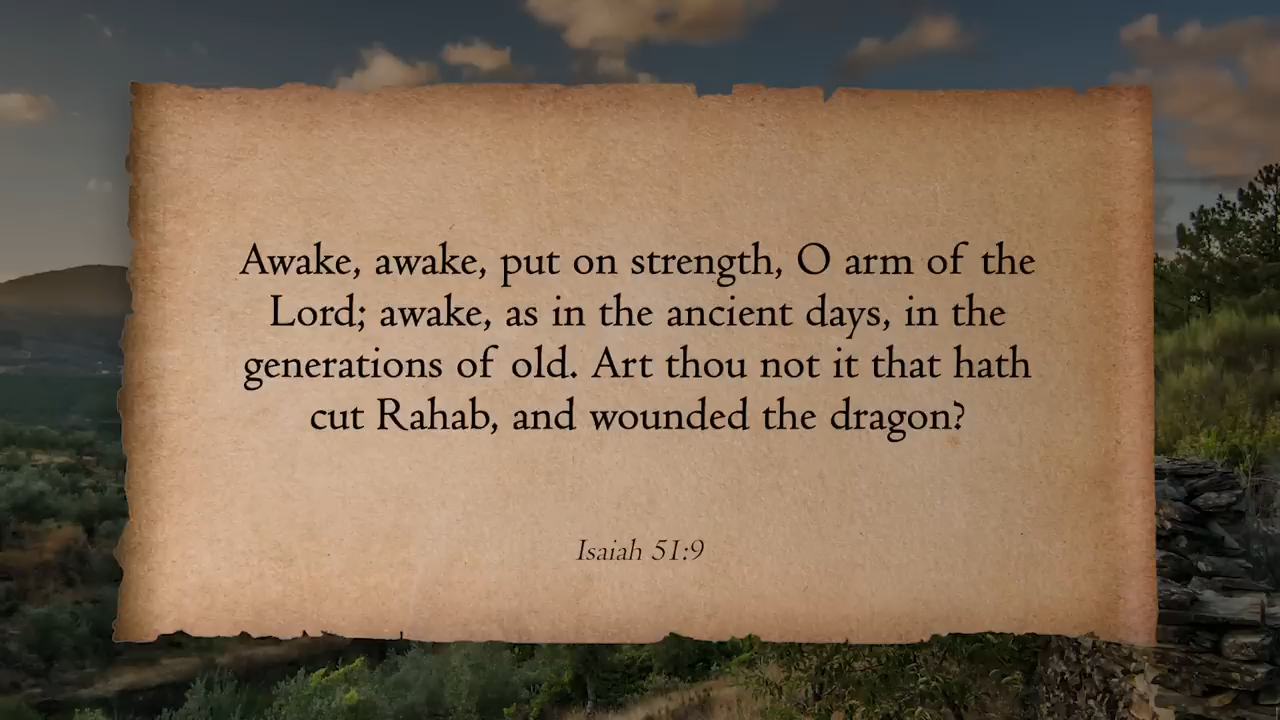 Awake, awake, put on strength, O arm of the
Lord; awake, as in the ancient days, in the
generations of old. Art thou not it that hath
cut Rahab, and wounded the dragon?
Isaiah 51:9